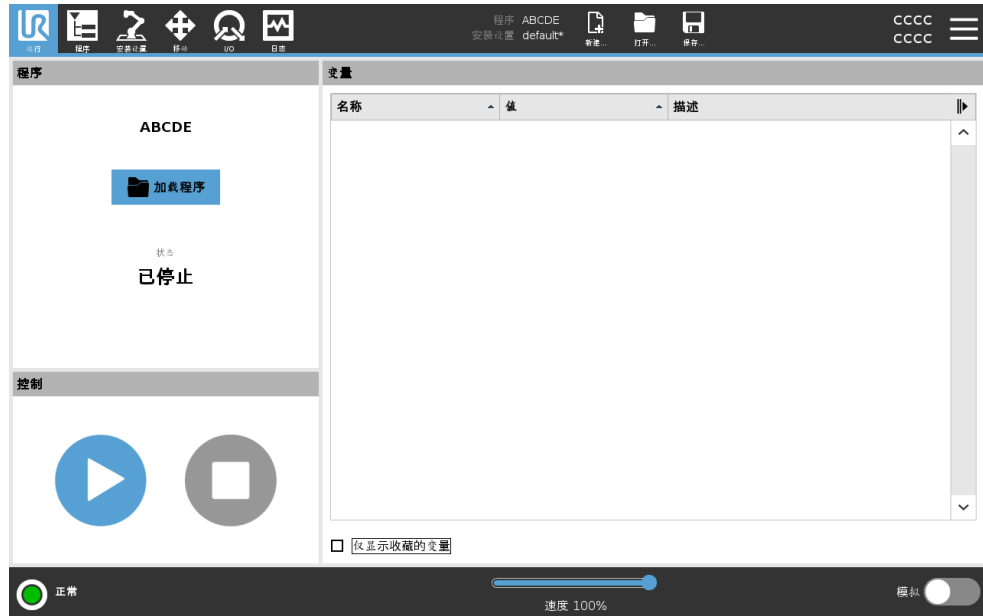 运行
程序
安装设置
移动
I/O
日志
程序 ABCDE
安装设置 default*
新建...
打开...
保存...
CCCC
CCCC
程序
ABCDE
加载程序
状态
已停止
控制
变量
名称 值 描述
仅显示收藏的变量
正常
速度 100%
模拟